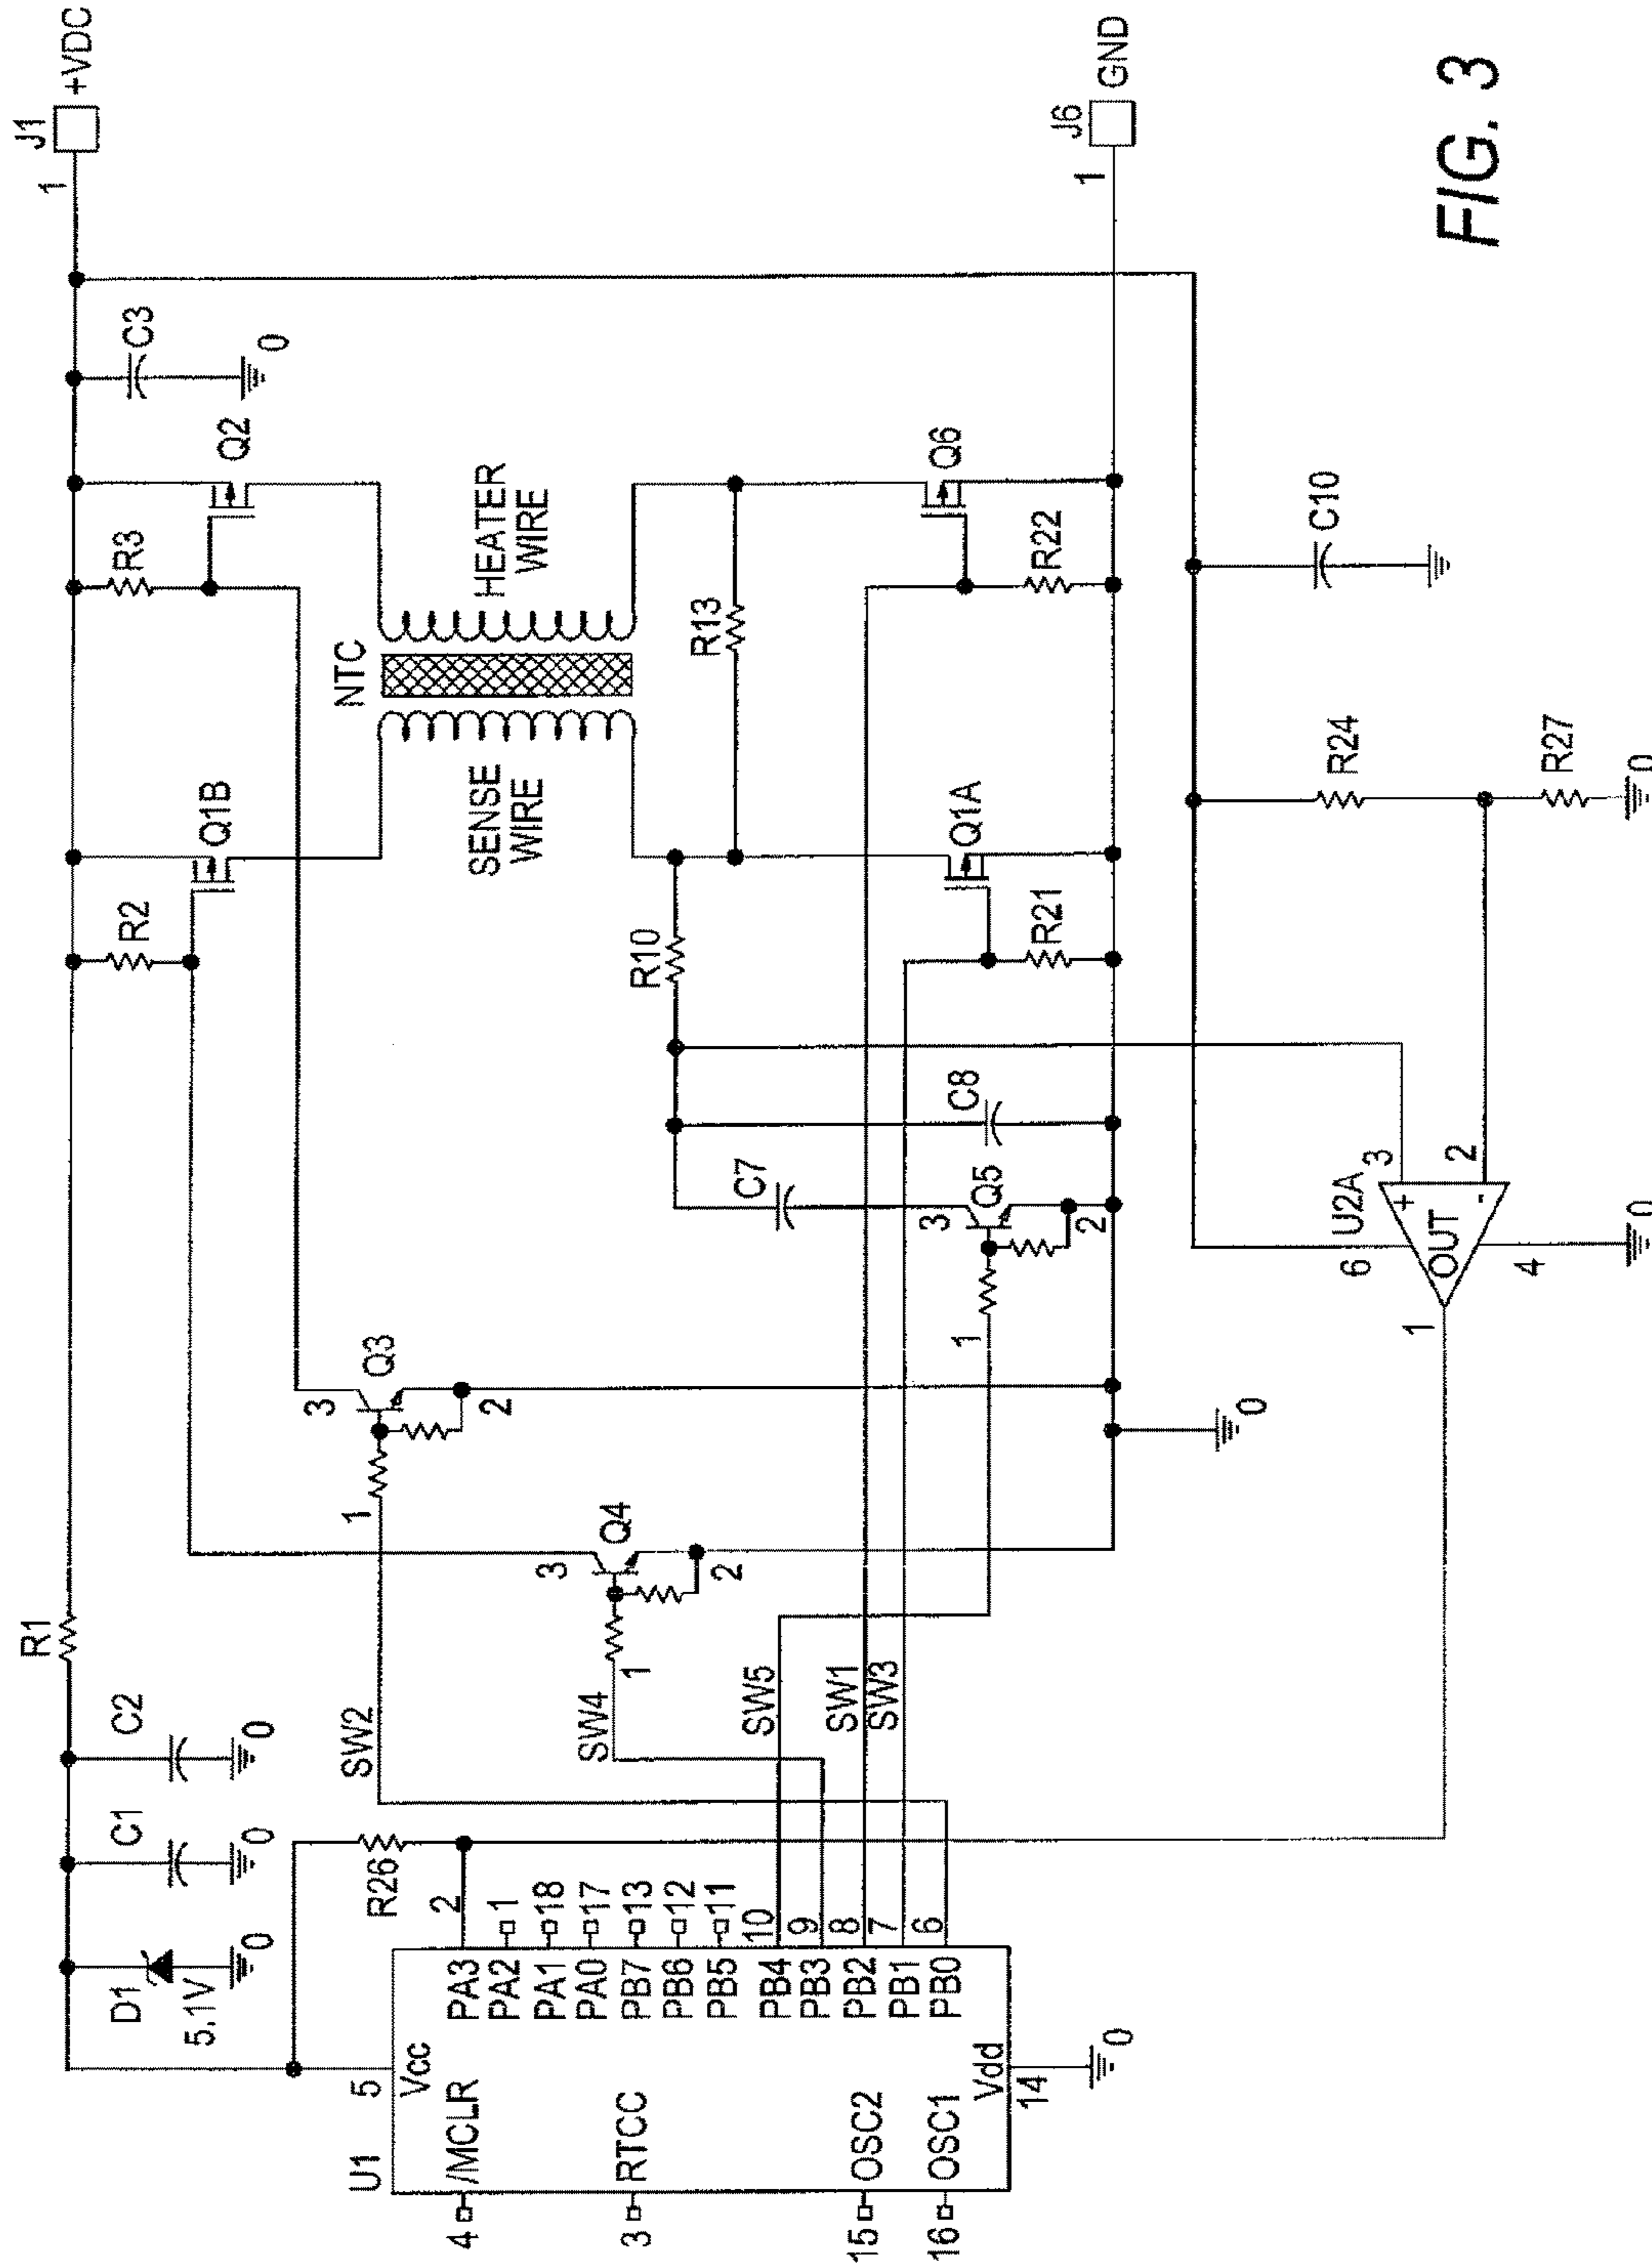 J1
+VDC
1
C3
0
Q2
R3
HEATER
WIRE
NTC
SENSE
WIRE
Q1B
R2
R13
Q6
R22
J6
GND
1
Q1A
R21
R10
C8
C7
Q5
3
2
1
Q3
3
2
1
Q4
3
2
1
0
R1
C2
0
C1
0
D1
5.1V
0
SW2
SW4
SW5
SW1
SW3
R26
U1
5
Vcc
/MCLR
4
RTCC
3
OSC2
15
OSC1
16
Vdd
14
0
PA3
2
PA2
1
PA1
18
PA0
17
PB7
13
PB6
12
PB5
11
PB4
10
PB3
9
PB2
8
PB1
7
PB0
6
C10
R24
R27
0
U2A
3
+
2
-
OUT
6
4
0
1
FIG. 3